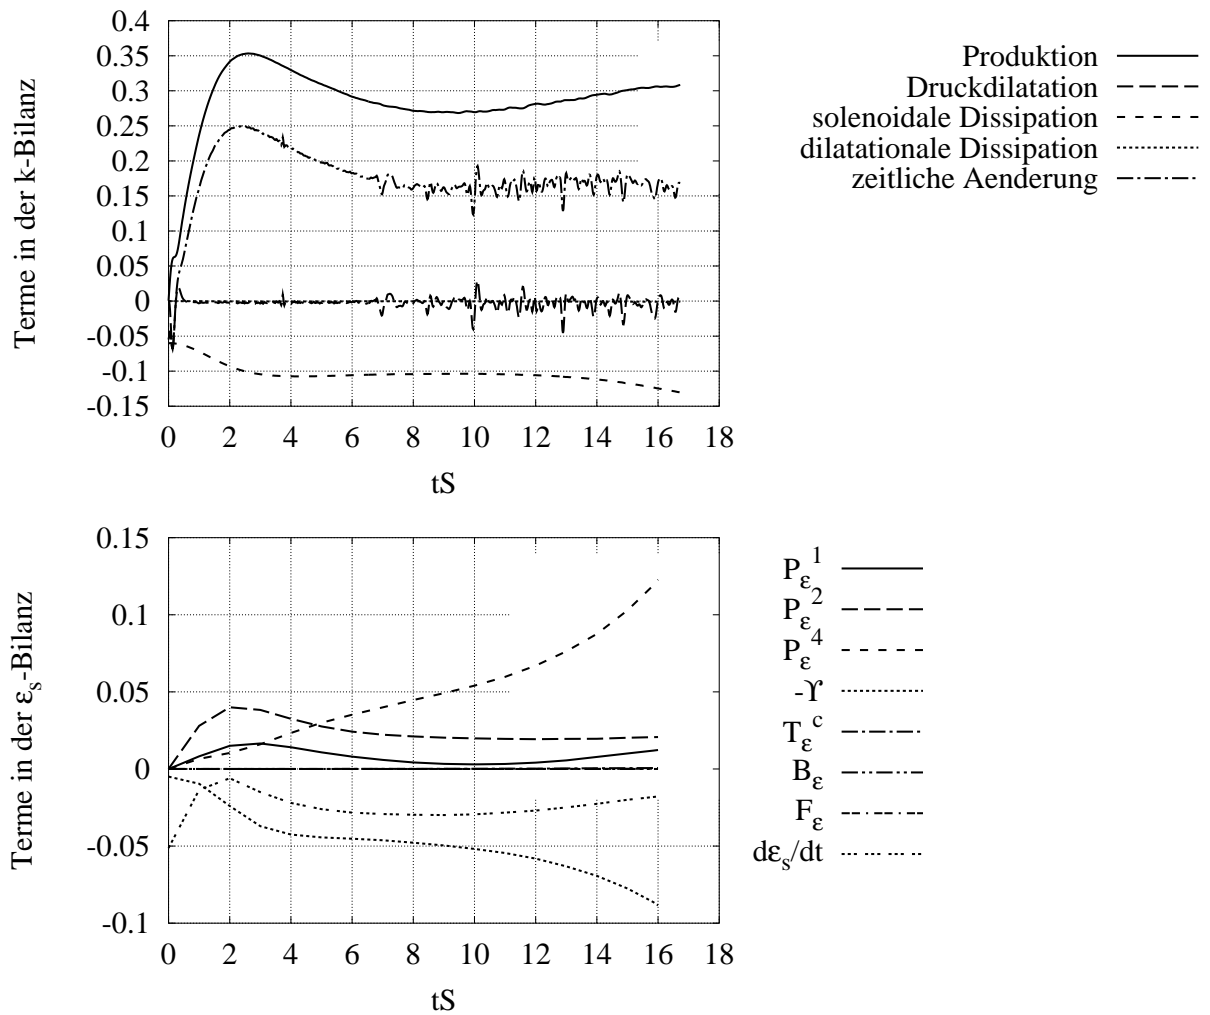 0.4
0.35
0.3
0.25
0.2
0.15
0.1
0.05
0
-0.05
-0.1
-0.15
0 2 4 6 8 10 12 14 16 18
tS
Terme in der k-Bilanz
Produktion
Druckdilatation
solenoidale Dissipation
dilatationale Dissipation
zeitliche Aenderung
0.15
0.1
0.05
0
-0.05
-0.1
0 2 4 6 8 10 12 14 16 18
tS
Terme in der εs-Bilanz
Pε1
Pε2
Pε4
-ϒ
Tεc
Bε
Fε
dεs/dt